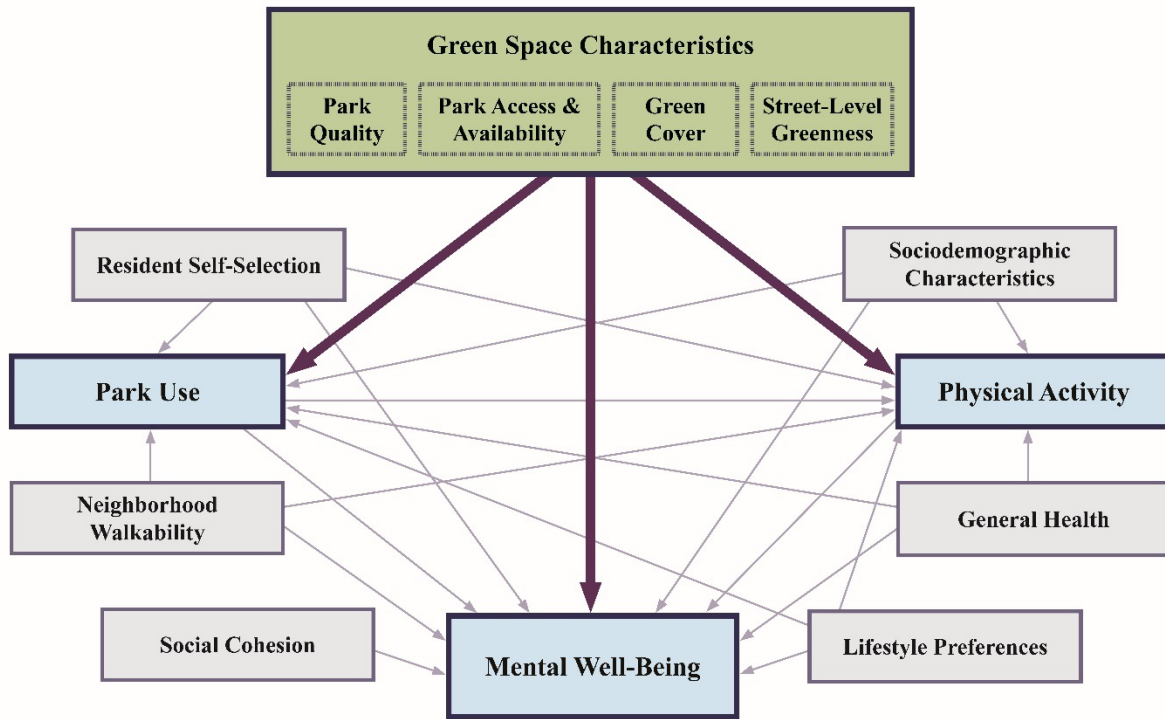 Green Space Characteristics
Park
Quality
Park Access &
Availability
Green
Cover
Street-Level
Greenness
Resident Self-Selection
Sociodemographic
Characteristics
Park Use
Physical Activity
Neighborhood
Walkability
General Health
Social Cohesion
Mental Well-Being
Lifestyle Preferences